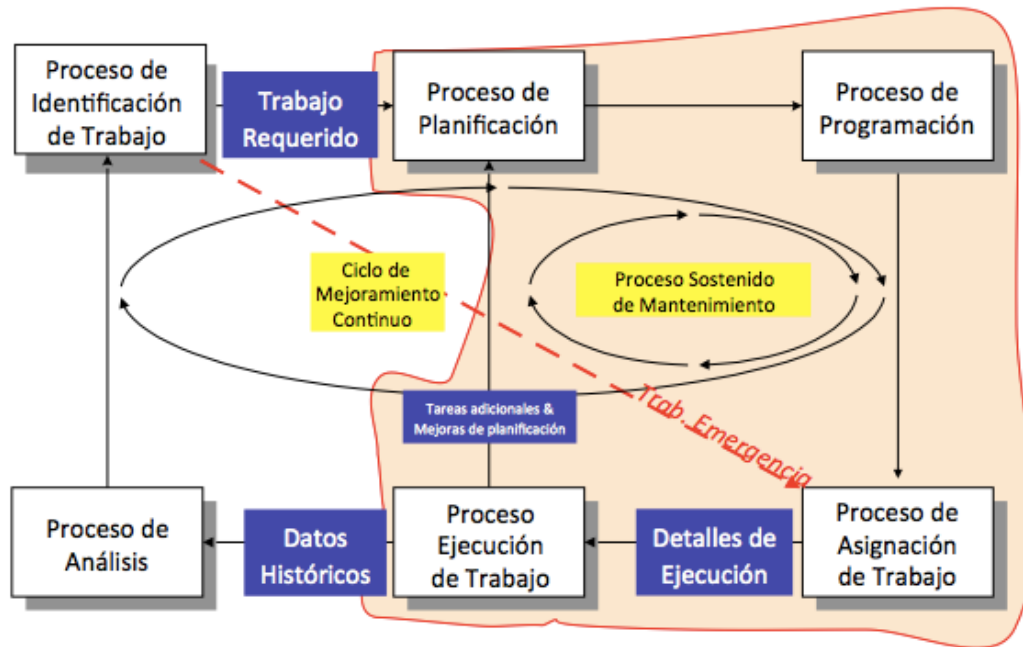 Proceso de
Identificación
de Trabajo
Trabajo
Requerido
Proceso de
Planificación
Proceso de
Programación
Ciclo de
Mejoramiento
Continuo
Proceso Sostenido
de Mantenimiento
Tareas adicionales &
Mejoras de planificación
Trab. Emergencia
Proceso de
Análisis
Datos
Históricos
Proceso
Ejecución
de Trabajo
Detalles de
Ejecución
Proceso de
Asignación
de Trabajo